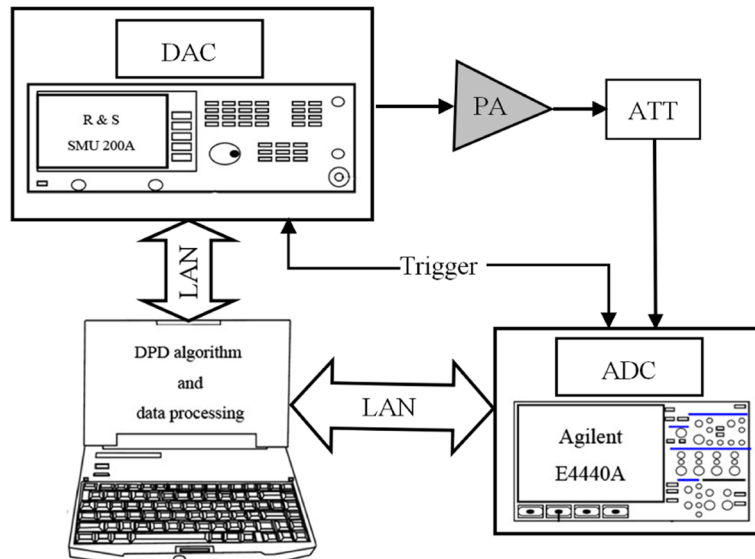 DAC
R & S
SMU 200A
PA
ATT
LAN
Trigger
DPD algorithm
and
data processing
LAN
ADC
Agilent
E4440A